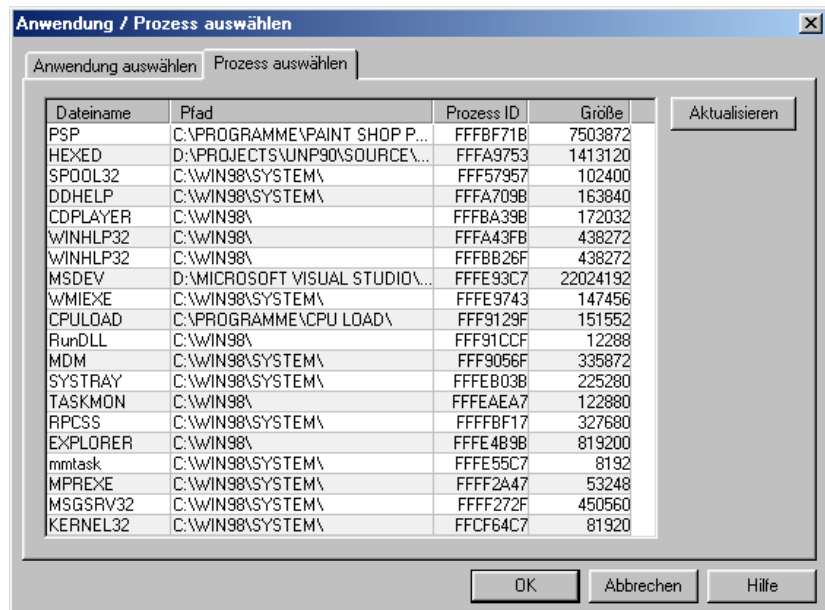 Anwendung / Prozess auswählen
Anwendung auswählen Prozess auswählen
Dateiname Pfad Prozess ID Größe Aktualisieren
PSP C:\PROGRAMME\PAINT SHOP P... FFFBF71B 7503872
HEXED D:\PROJECTS\UNP90\SOURCE\... FFFA9753 1413120
SPOOL32 C:\WIN98\SYSTEM\ FFF57957 102400
DDHELP C:\WIN98\SYSTEM\ FFFA709B 163840
CDPLAYER C:\WIN98\ FFFBA39B 172032
WINHLP32 C:\WIN98\ FFFA43FB 438272
WINHLP32 C:\WIN98\ FFFBB26F 438272
MSDEV D:\MICROSOFT VISUAL STUDIO\... FFFE93C7 22024192
WMIEXE C:\WIN98\SYSTEM\ FFFE9743 147456
CPULOAD C:\PROGRAMME\CPU LOAD\ FFF9129F 151552
RunDLL C:\WIN98\ FFF91CCF 12288
MDM C:\WIN98\SYSTEM\ FFF9056F 335872
SYSTRAY C:\WIN98\SYSTEM\ FFFEB03B 225280
TASKMON C:\WIN98\ FFFEAEA7 122880
RPCSS C:\WIN98\SYSTEM\ FFFFBF17 327680
EXPLORER C:\WIN98\ FFFE4B9B 819200
mmtask C:\WIN98\SYSTEM\ FFFE55C7 8192
MPREXE C:\WIN98\SYSTEM\ FFFF2A47 53248
MSGSRV32 C:\WIN98\SYSTEM\ FFFF272F 450560
KERNEL32 C:\WIN98\SYSTEM\ FFCF64C7 81920
OK Abbrechen Hilfe